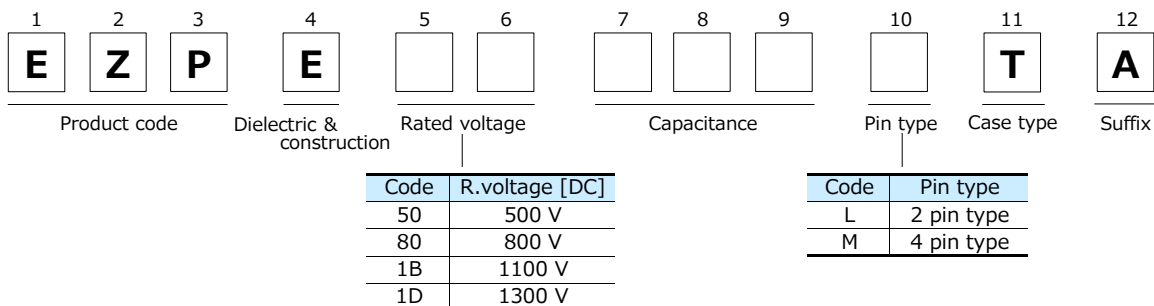 1 2 3 4 5 6 7 8 9 10 11 12
E Z P E T A
Product code Dielectric & construction Rated voltage Capacitance Pin type Case type Suffix
Code R.voltage [DC]
50 500 V
80 800 V
1B 1100 V
1D 1300 V
Code Pin type
L 2 pin type
M 4 pin type